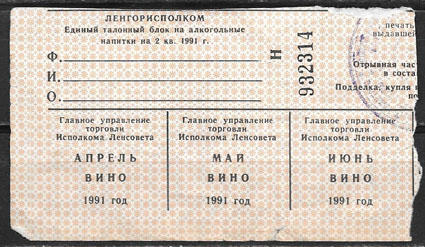 ЛЕНГОРИСПОЛКОМ
Единый талонный блок на алкогольные
напитки на 2 кв. 1991 г.
Ф.
И.
О.
Н
932314
, печать
выдавшей
Отрывная час
в соста
Подделка, купля и
по
Главное управление
торговли
Исполкома Ленсовета
АПРЕЛЬ
ВИНО
1991 год
Главное управление
торговли
Исполкома Ленсовета
МАЙ
ВИНО
1991 год
Главное управление
торговли
Исполкома Ленсовета
ИЮНЬ
ВИНО
1991 год